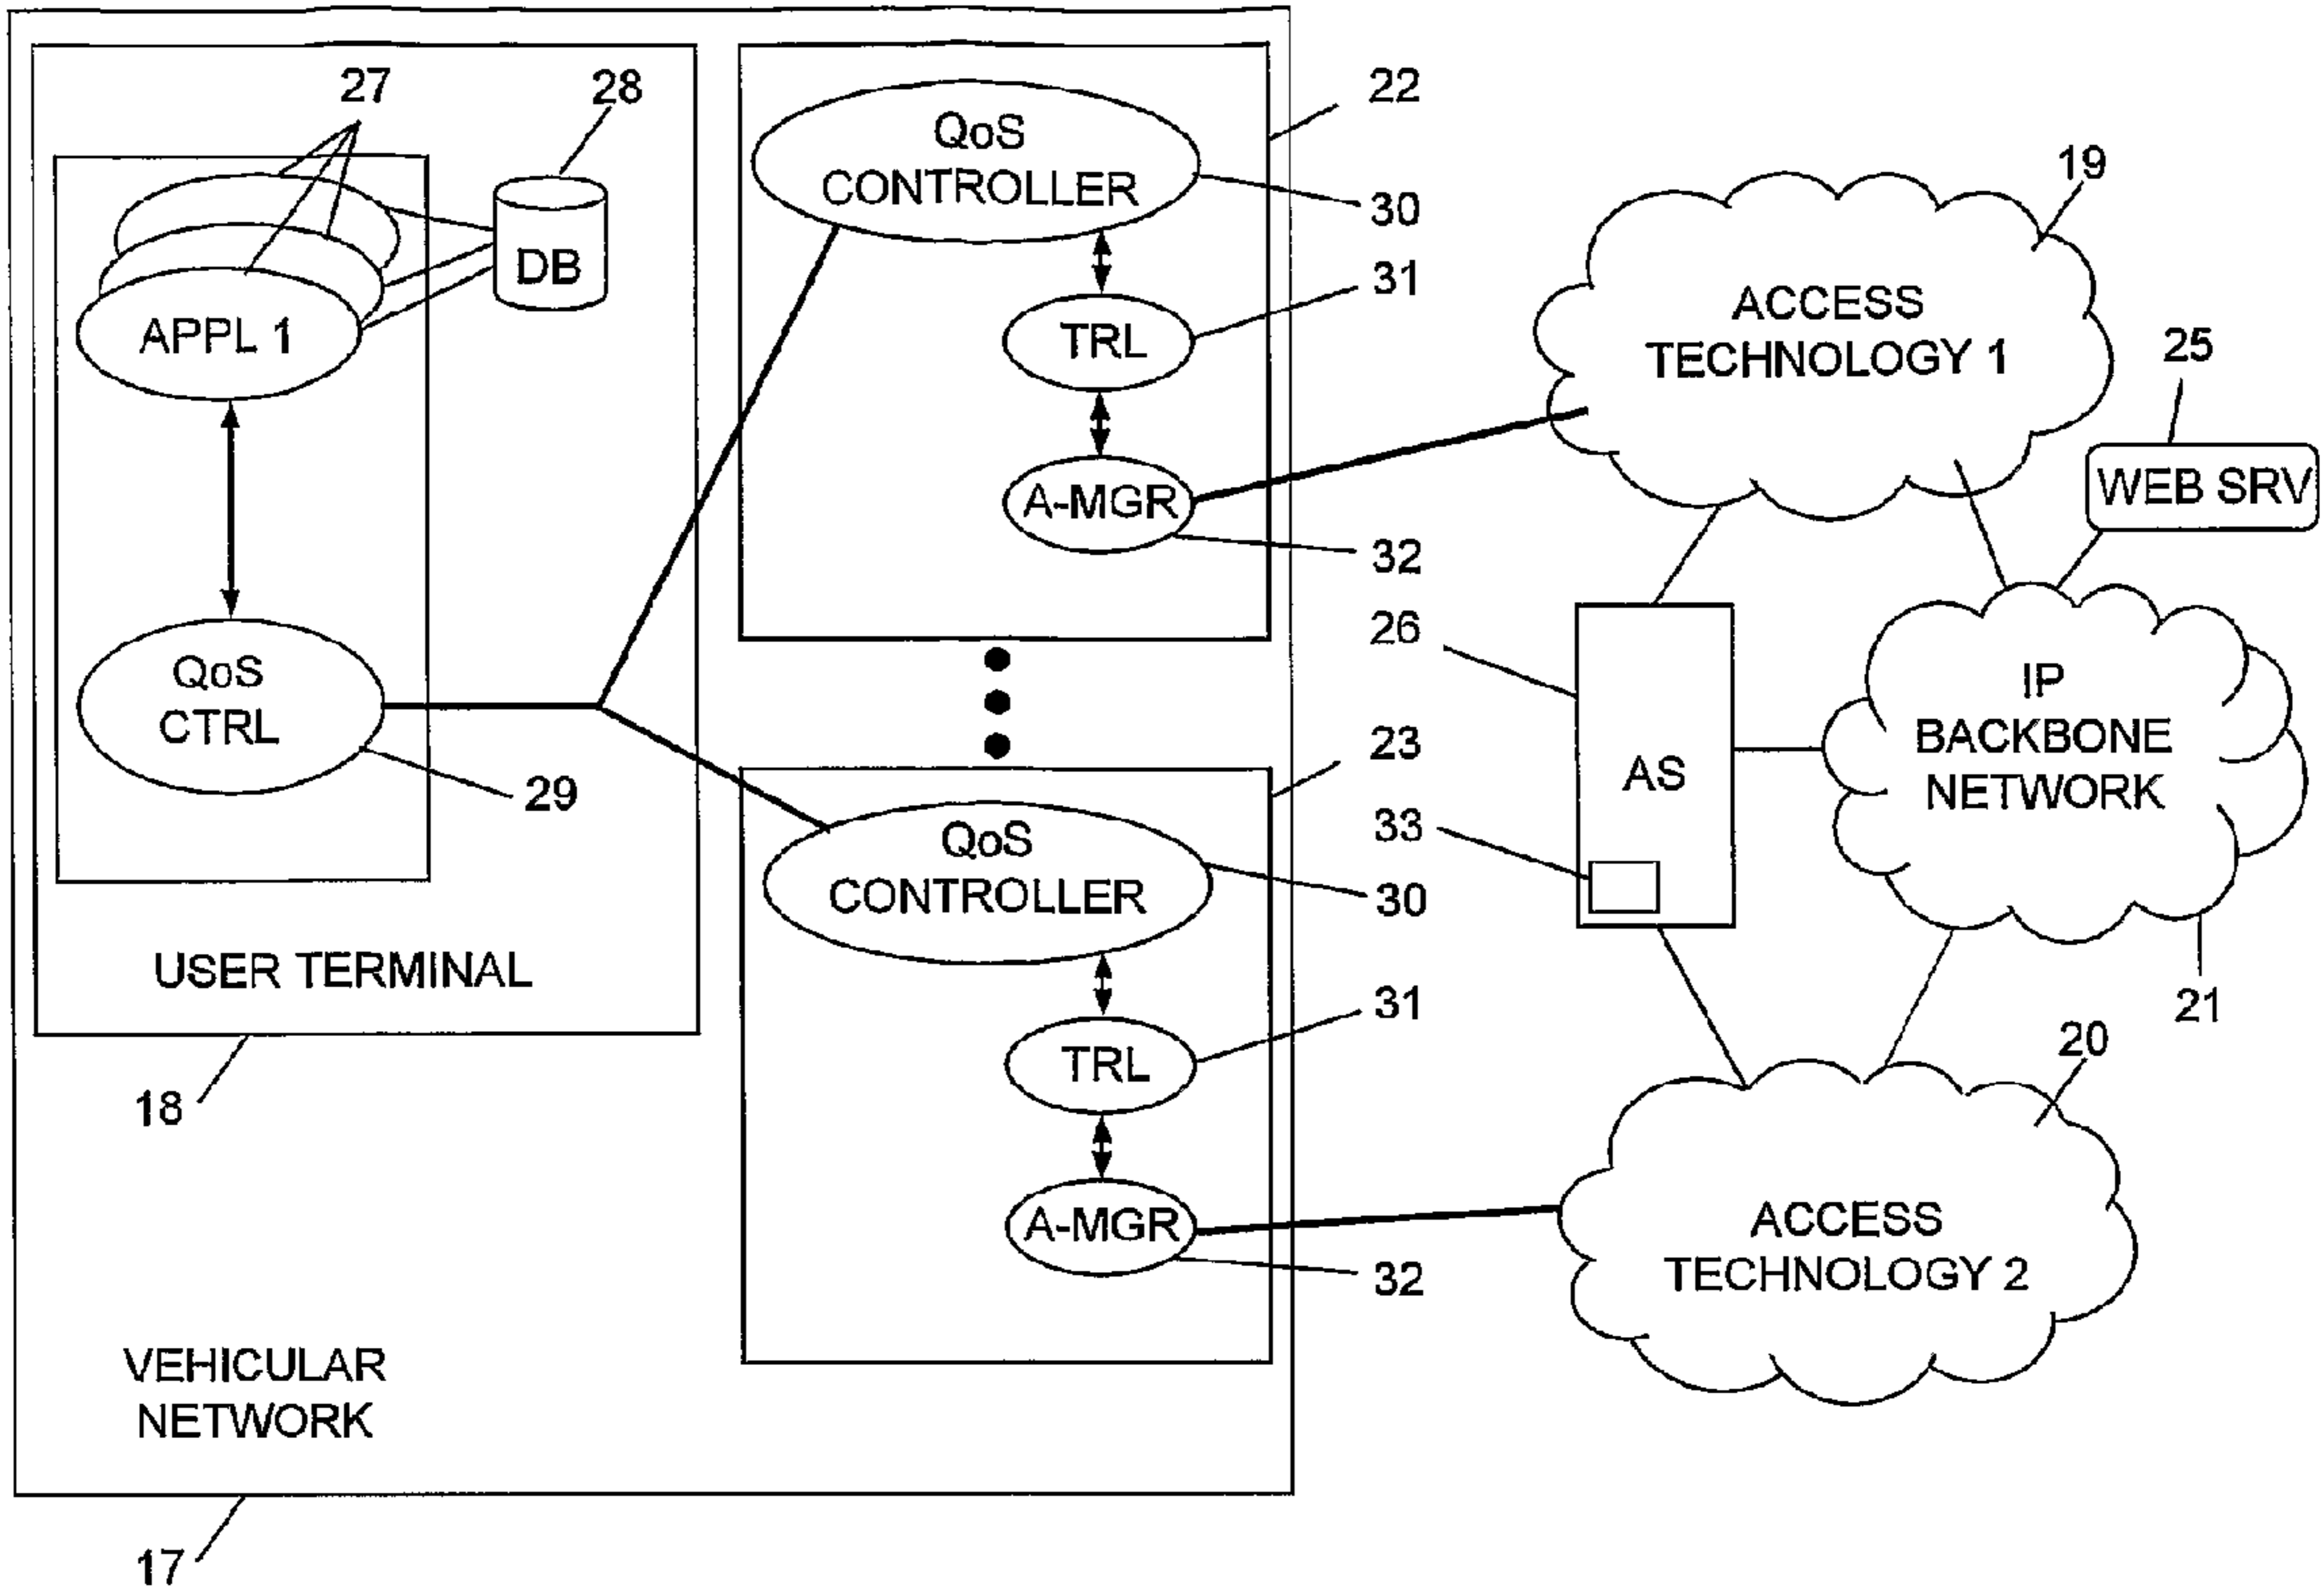 27
28
DB
APPL 1
QoS
CTRL
29
USER TERMINAL
18
VEHICULAR
NETWORK
17
QoS
CONTROLLER
22
30
TRL
31
A-MGR
32
QoS
CONTROLLER
23
30
TRL
31
A-MGR
32
19
ACCESS
TECHNOLOGY 1
25
WEB SRV
26
AS
33
IP
BACKBONE
NETWORK
21
20
ACCESS
TECHNOLOGY 2